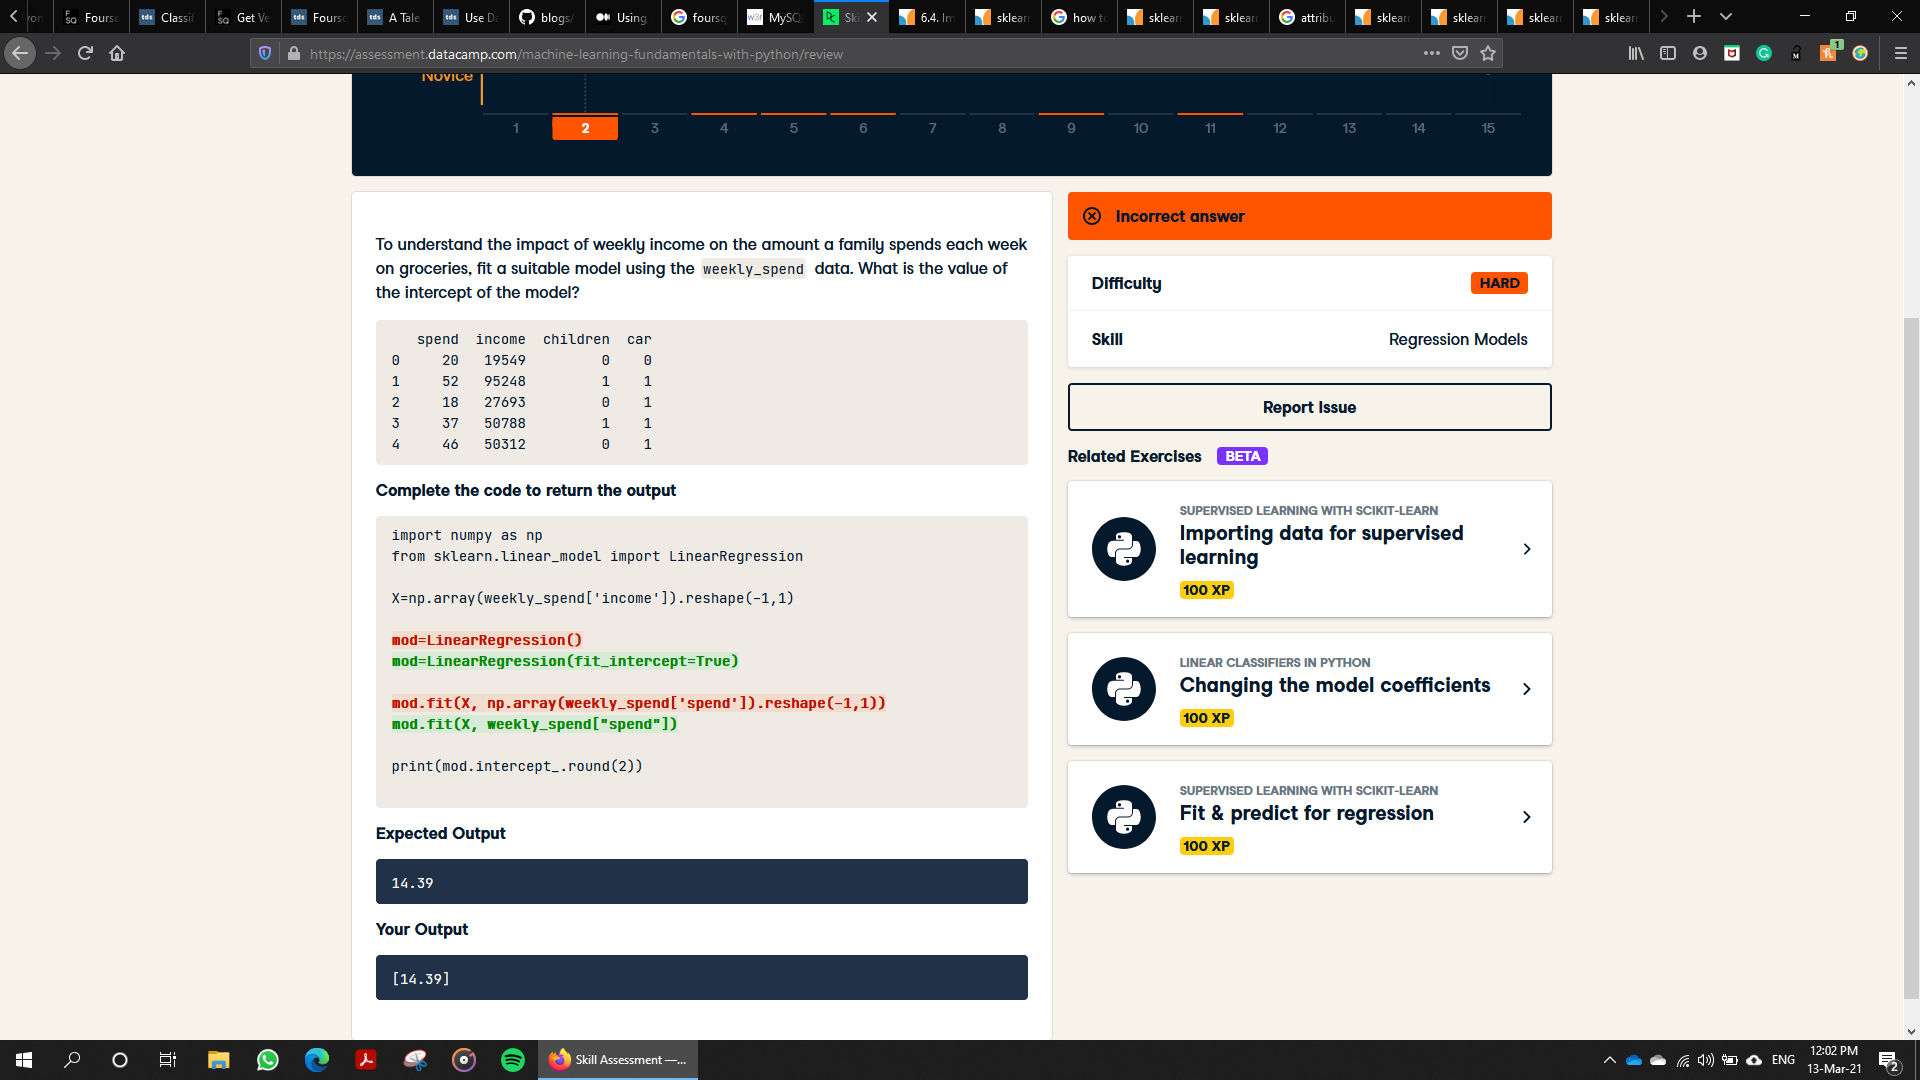 on
Foursq
Classif
Get Ve
Foursc
A Tale
Use Da
blogs/
Using
foursq
MySQL
Ski
6.4. Im
sklearn
how to
sklearn
sklearn
attribu
sklearn
sklearn
sklearn
sklearn
https://assessment.datacamp.com/machine-learning-fundamentals-with-python/review
Novice
1 2 3 4 5 6 7 8 9 10 11 12 13 14 15
To understand the impact of weekly income on the amount a family spends each week
on groceries, fit a suitable model using the weekly_spend data. What is the value of
the intercept of the model?
spend income children car
0 20 19549 0 0
1 52 95248 1 1
2 18 27693 0 1
3 37 50788 1 1
4 46 50312 0 1
Complete the code to return the output
import numpy as np
from sklearn.linear_model import LinearRegression
X=np.array(weekly_spend['income']).reshape(-1,1)
mod=LinearRegression()
mod=LinearRegression(fit_intercept=True)
mod.fit(X, np.array(weekly_spend['spend']).reshape(-1,1))
mod.fit(X, weekly_spend["spend"])
print(mod.intercept_.round(2))
Expected Output
14.39
Your Output
[14.39]
Incorrect answer
Difficulty HARD
Skill Regression Models
Report Issue
Related Exercises BETA
SUPERVISED LEARNING WITH SCIKIT-LEARN
Importing data for supervised
learning
100 XP
LINEAR CLASSIFIERS IN PYTHON
Changing the model coefficients
100 XP
SUPERVISED LEARNING WITH SCIKIT-LEARN
Fit & predict for regression
100 XP
Skill Assessment —...
ENG
12:02 PM
13-Mar-21
2